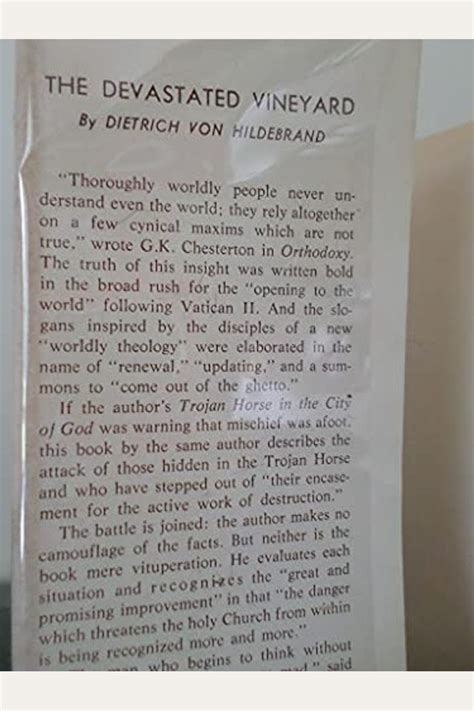 THE DEVASTATED VINEYARD
By DIETRICH VON HILDEBRAND
"Thoroughly worldly people never un-
derstand even the world; they rely altogether
on a few cynical maxims which are not
true," wrote G.K. Chesterton in Orthodoxy.
The truth of this insight was written bold
in the broad rush for the "opening to the
world" following Vatican II. And the slo-
gans inspired by the disciples of a new
"worldly theology" were elaborated in the
name of "renewal," "updating," and a sum-
mons to "come out of the ghetto."
If the author's Trojan Horse in the City
of God was warning that mischief was afoot,
this book by the same author describes the
attack of those hidden in the Trojan Horse
and who have stepped out of "their encase-
ment for the active work of destruction."
The battle is joined: the author makes no
camouflage of the facts. But neither is the
book mere vituperation. He evaluates each
situation and recognizes the "great and
promising improvement" in that "the danger
which threatens the holy Church from within
is being recognized more and more."
man who begins to think without
said